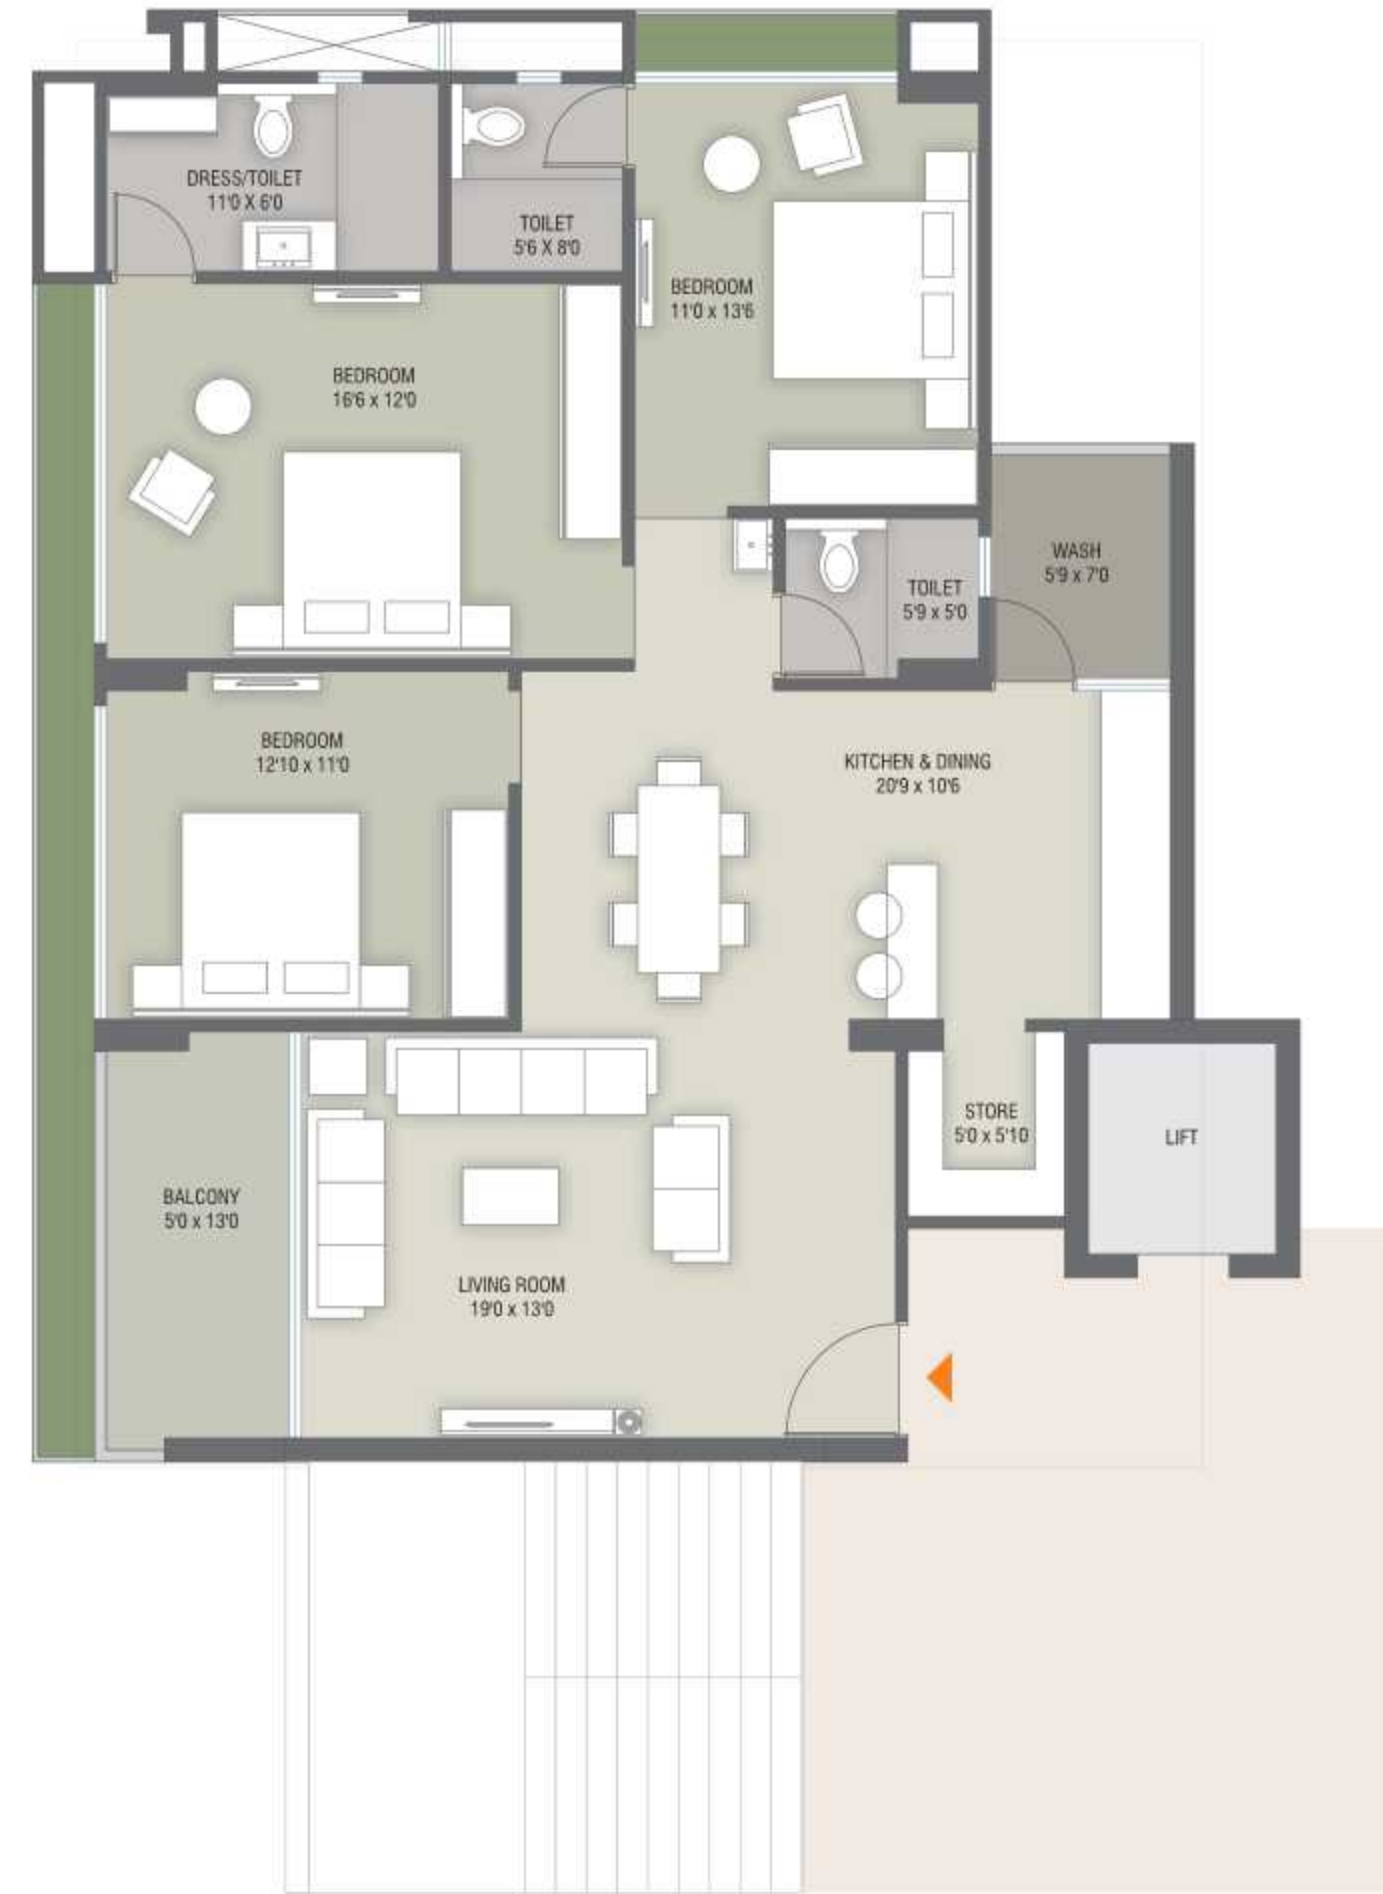 DRESS/TOILET
11'0 X 6'0
TOILET
5'6 X 8'0
BEDROOM
11'0 x 13'6
BEDROOM
16'6 x 12'0
WASH
5'9 x 7'0
TOILET
5'9 x 5'0
BEDROOM
12'10 x 11'0
KITCHEN & DINING
20'9 x 10'6
STORE
5'0 x 5'10
LIFT
BALCONY
5'0 x 13'0
LIVING ROOM
19'0 x 13'0